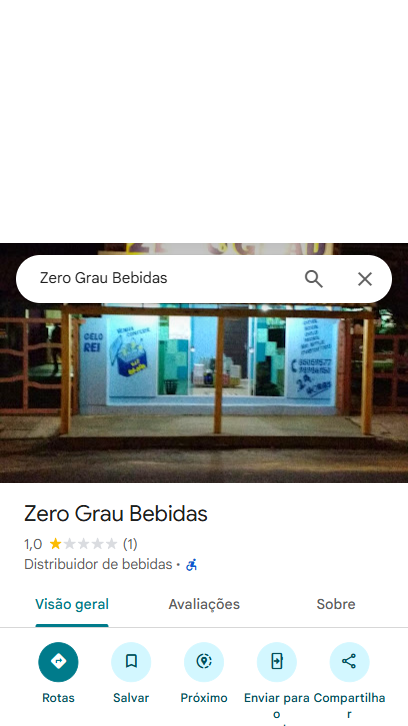 Zero Grau Bebidas
GELO
REI
Zero Grau Bebidas
1,0 (1)
Distribuidor de bebidas ·
Visão geral
Avaliações
Sobre
Rotas
Salvar
Próximo
Enviar para
o
Compartilha
r